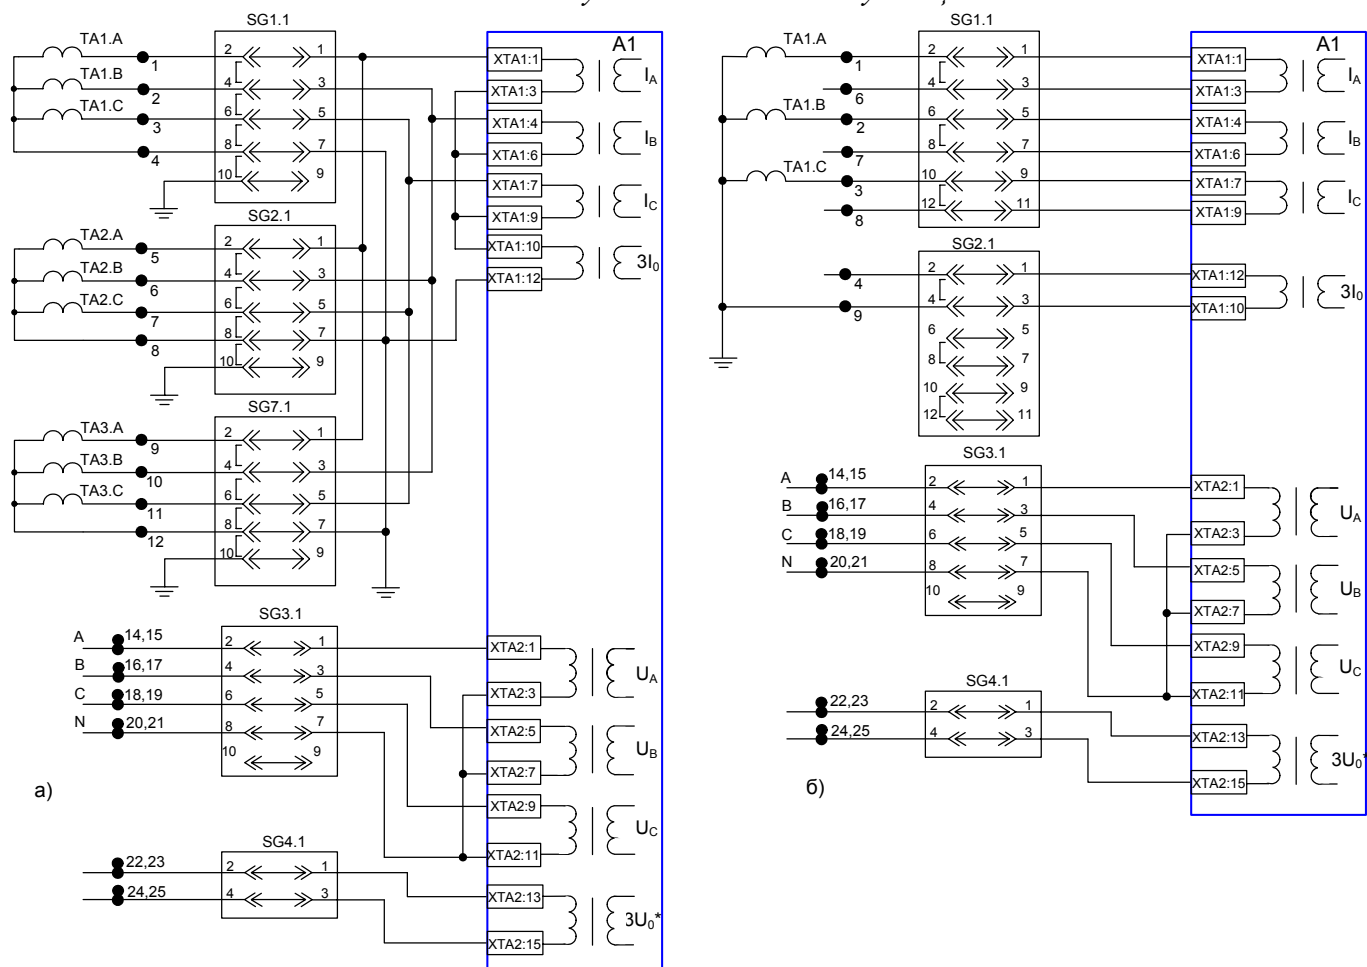 SG1.1
TA1.A
1
2
1
TA1.B
2
4
3
TA1.C
3
6
5
4
8
7
10
9
SG2.1
TA2.A
5
2
1
TA2.B
6
4
3
TA2.C
7
6
5
8
8
7
10
9
SG7.1
TA3.A
9
2
1
TA3.B
10
4
3
TA3.C
11
6
5
12
8
7
10
9
SG3.1
A
14,15
2
1
B
16,17
4
3
C
18,19
6
5
N
20,21
8
7
10
9
а)
SG4.1
22,23
2
1
24,25
4
3
A1
XTA1:1
XTA1:3
IA
XTA1:4
XTA1:6
IB
XTA1:7
XTA1:9
IC
XTA1:10
XTA1:12
3I0
XTA2:1
XTA2:3
UA
XTA2:5
XTA2:7
UB
XTA2:9
XTA2:11
UC
XTA2:13
XTA2:15
3U0*
SG1.1
TA1.A
1
2
1
6
4
3
TA1.B
2
6
5
7
8
7
TA1.C
3
10
9
8
12
11
SG2.1
4
2
1
9
4
3
6
5
8
7
10
9
12
11
SG3.1
A
14,15
2
1
B
16,17
4
3
C
18,19
6
5
N
20,21
8
7
10
9
SG4.1
22,23
2
1
24,25
4
3
б)
A1
XTA1:1
XTA1:3
IA
XTA1:4
XTA1:6
IB
XTA1:7
XTA1:9
IC
XTA1:12
XTA1:10
3I0
XTA2:1
XTA2:3
UA
XTA2:5
XTA2:7
UB
XTA2:9
XTA2:11
UC
XTA2:13
XTA2:15
3U0*